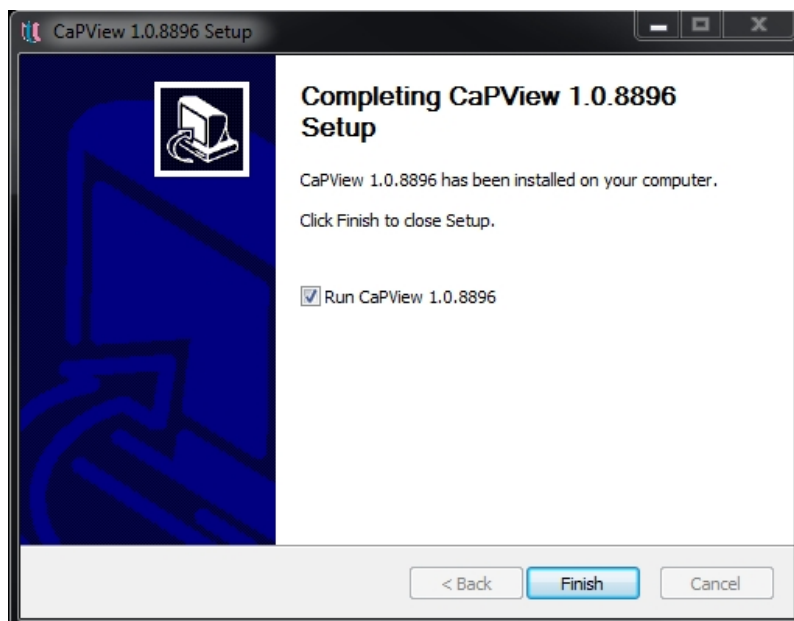 CaPView 1.0.8896 Setup
Completing CaPView 1.0.8896
Setup
CaPView 1.0.8896 has been installed on your computer.
Click Finish to close Setup.
Run CaPView 1.0.8896
< Back Finish Cancel